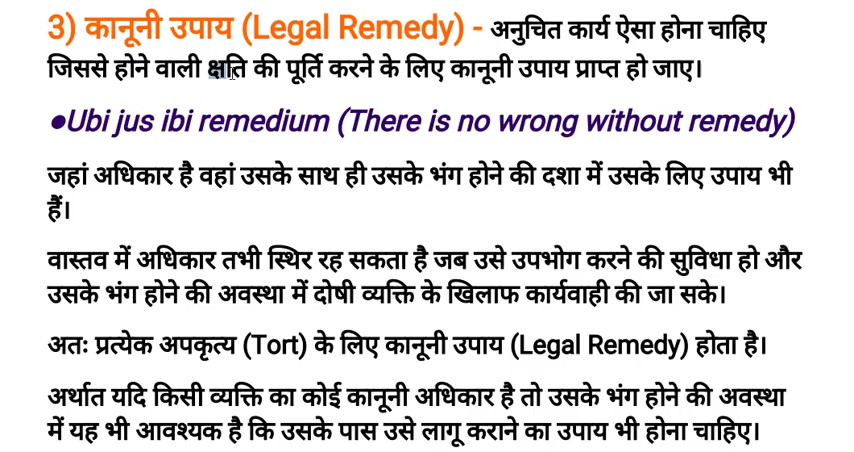 3) कानूनी उपाय (Legal Remedy) - अनुचित कार्य ऐसा होना चाहिए
जिससे होने वाली क्षति की पूर्ति करने के लिए कानूनी उपाय प्राप्त हो जाए।
●Ubi jus ibi remedium (There is no wrong without remedy)
जहां अधिकार है वहां उसके साथ ही उसके भंग होने की दशा में उसके लिए उपाय भी
हैं।
वास्तव में अधिकार तभी स्थिर रह सकता है जब उसे उपभोग करने की सुविधा हो और
उसके भंग होने की अवस्था में दोषी व्यक्ति के खिलाफ कार्यवाही की जा सके।
अतः प्रत्येक अपकृत्य (Tort) के लिए कानूनी उपाय (Legal Remedy) होता है।
अर्थात यदि किसी व्यक्ति का कोई कानूनी अधिकार है तो उसके भंग होने की अवस्था
में यह भी आवश्यक है कि उसके पास उसे लागू कराने का उपाय भी होना चाहिए।